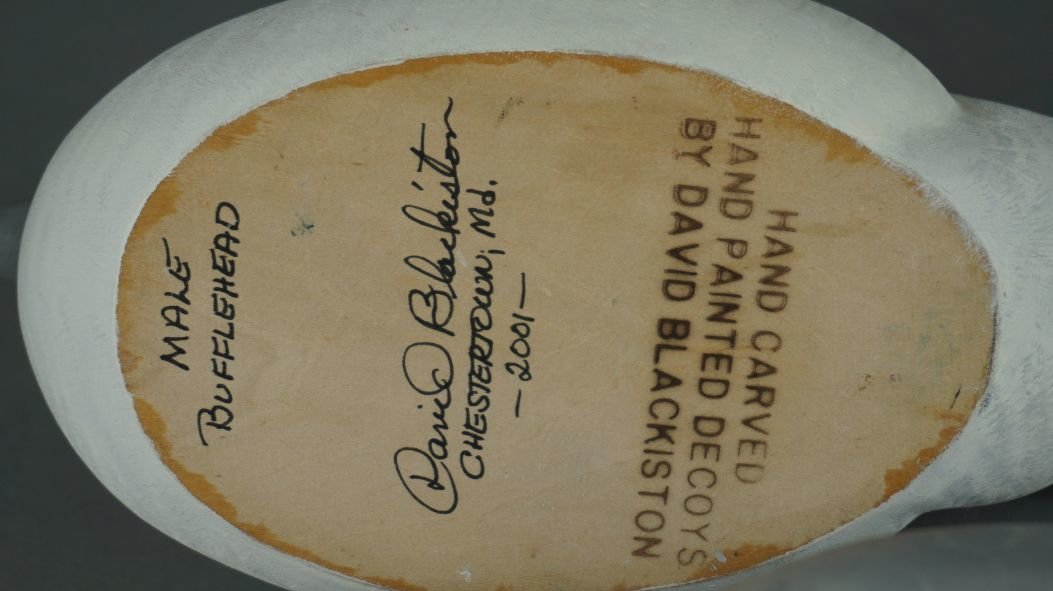 MALE
BUFFLEHEAD
David Blackiston
CHESTERTOWN, Md.
-2001-
HAND CARVED
HAND PAINTED DECOYS
BY DAVID BLACKISTON